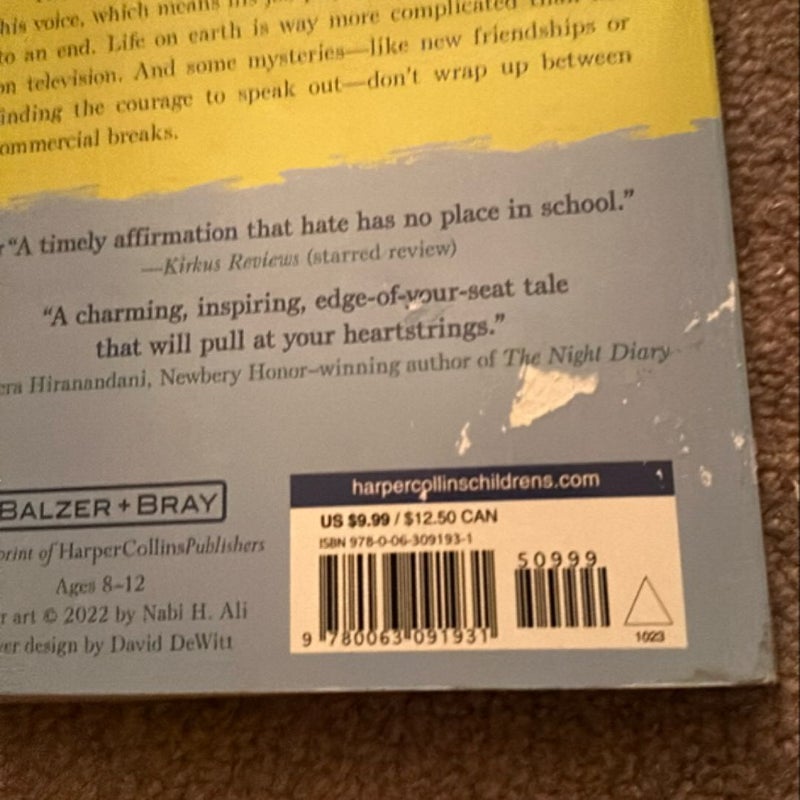 his voice, which means
to an end. Life on earth is way more complicated
on television. And some mysteries—like new friendships or
inding the courage to speak out—don't wrap up between
ommercial breaks.
"A timely affirmation that hate has no place in school."
—Kirkus Reviews (starred review)
"A charming, inspiring, edge-of-your-seat tale
that will pull at your heartstrings."
era Hiranandani, Newbery Honor–winning author of The Night Diary
BALZER + BRAY
print of HarperCollinsPublishers
Ages 8–12
r art © 2022 by Nabi H. Ali
ver design by David DeWitt
harpercollinschildrens.com
US $9.99 / $12.50 CAN
ISBN 978-0-06-309193-1
50999
9 780063 091931
1023